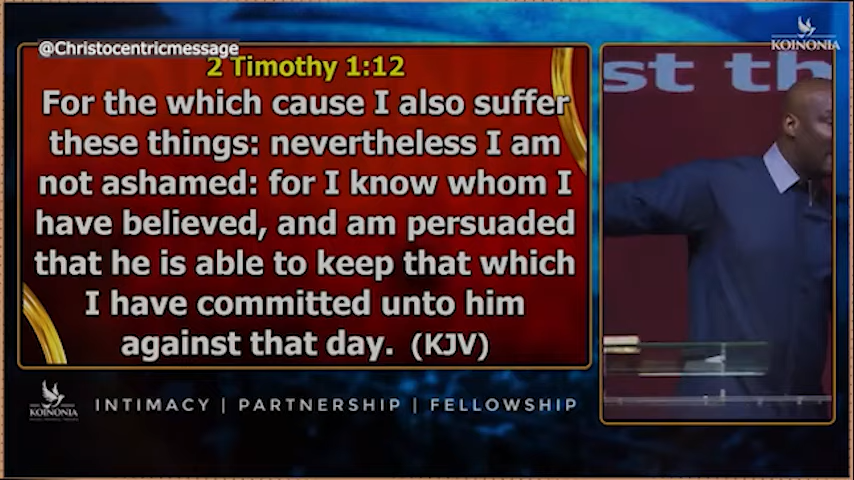 @Christocentricmessage
KOINONIA
2 Timothy 1:12
For the which cause I also suffer
these things: nevertheless I am
not ashamed: for I know whom I
have believed, and am persuaded
that he is able to keep that which
I have committed unto him
against that day. (KJV)
st th
KOINONIA
INTIMACY | PARTNERSHIP | FELLOWSHIP